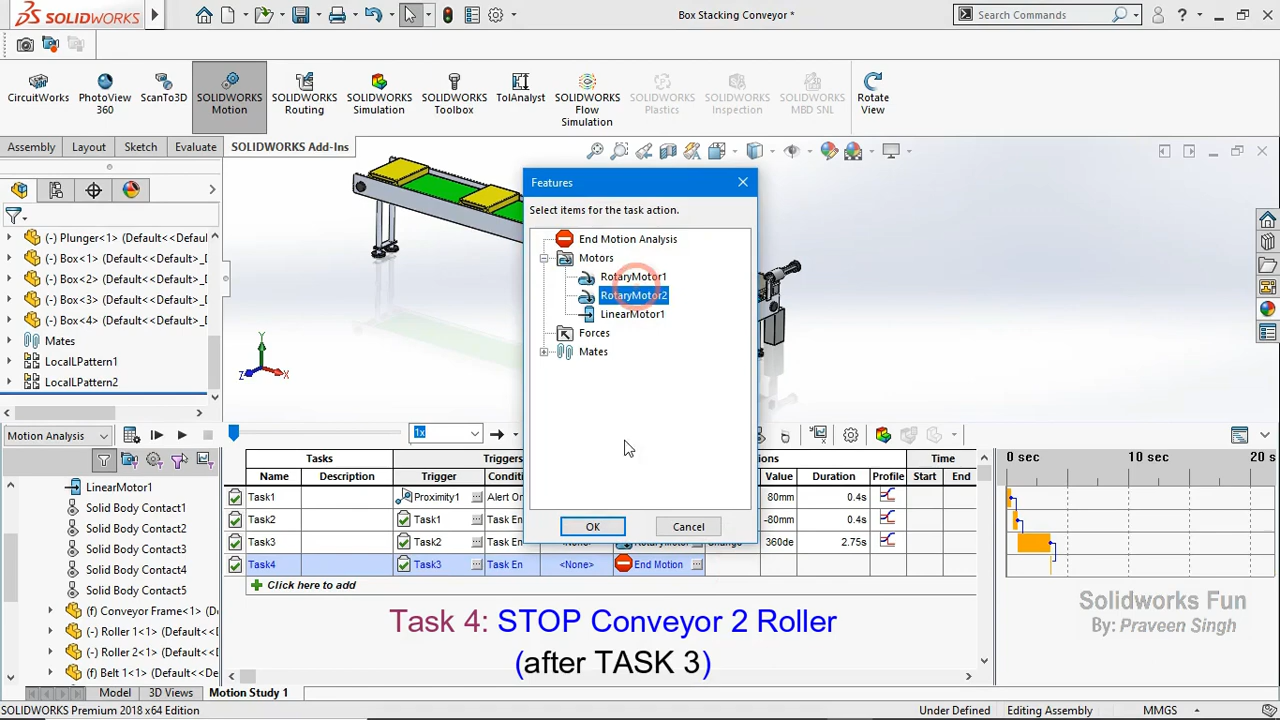 SOLIDWORKS
Box Stacking Conveyor *
Search Commands
CircuitWorks
PhotoView 360
ScanTo3D
SOLIDWORKS Motion
SOLIDWORKS Routing
SOLIDWORKS Simulation
SOLIDWORKS Toolbox
TolAnalyst
SOLIDWORKS Flow Simulation
SOLIDWORKS Plastics
SOLIDWORKS Inspection
SOLIDWORKS MBD SNL
Rotate View
Assembly Layout Sketch Evaluate SOLIDWORKS Add-Ins
Features
Select items for the task action.
End Motion Analysis
Motors
RotaryMotor1
RotaryMotor2
LinearMotor1
Forces
Mates
OK Cancel
(-) Plunger<1> (Default<<Default>_
(-) Box<1> (Default<<Default>_D
(-) Box<2> (Default<<Default>_D
(-) Box<3> (Default<<Default>_D
(-) Box<4> (Default<<Default>_D
Mates
LocalLPattern1
LocalLPattern2
Y
Z X
Motion Analysis
1x
Tasks Triggers Time
Name Description Trigger Value Duration Profile Start End
Task1 Proximity1 Alert On 80mm 0.4s
Task2 Task1 Task En -80mm 0.4s
Task3 Task2 Task En <None> 360de 2.75s
Task4 Task3 Task En <None> End Motion
Click here to add
0 sec 10 sec 20 s
LinearMotor1
Solid Body Contact1
Solid Body Contact2
Solid Body Contact3
Solid Body Contact4
Solid Body Contact5
(f) Conveyor Frame<1> (D
(-) Roller 1<1> (Default<<
(-) Roller 2<1> (Default<<
(-) Belt 1<1> (Default<<D
Task 4: STOP Conveyor 2 Roller
(after TASK 3)
Solidworks Fun
By: Praveen Singh
Model 3D Views Motion Study 1
SOLIDWORKS Premium 2018 x64 Edition
Under Defined Editing Assembly MMGS